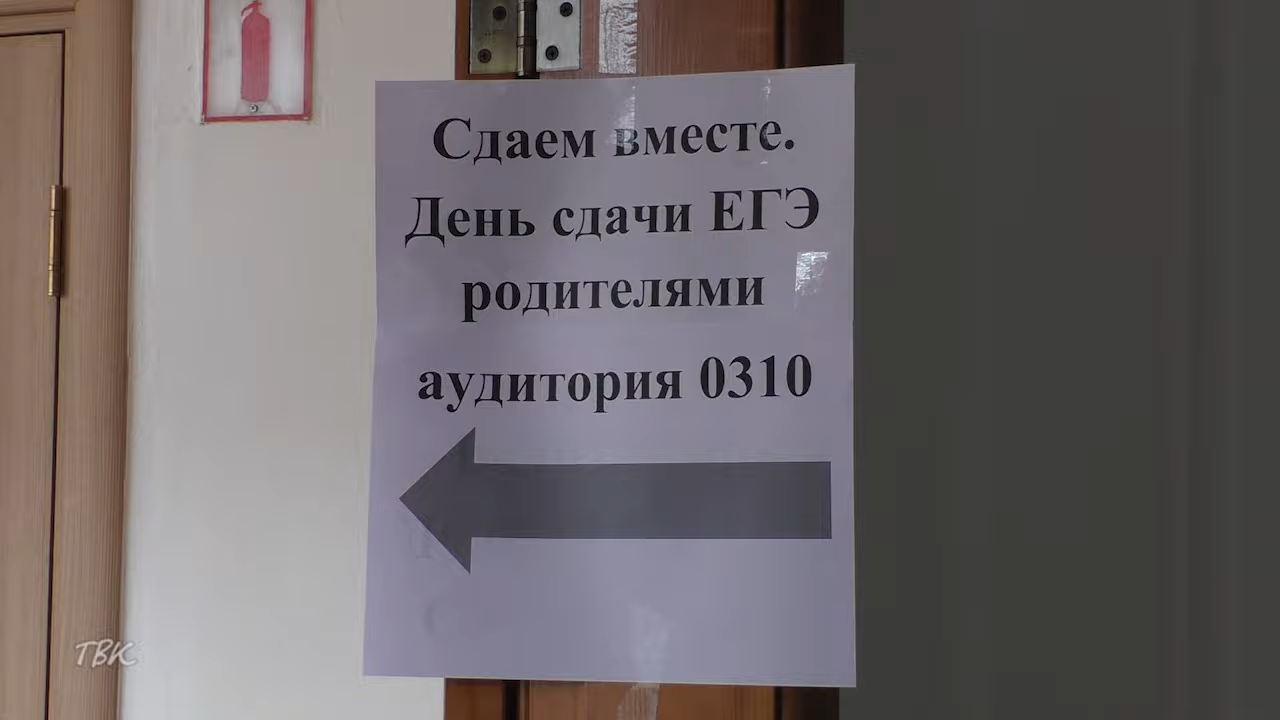 Сдаем вместе.
День сдачи ЕГЭ
родителями
аудитория 0310
ТВК